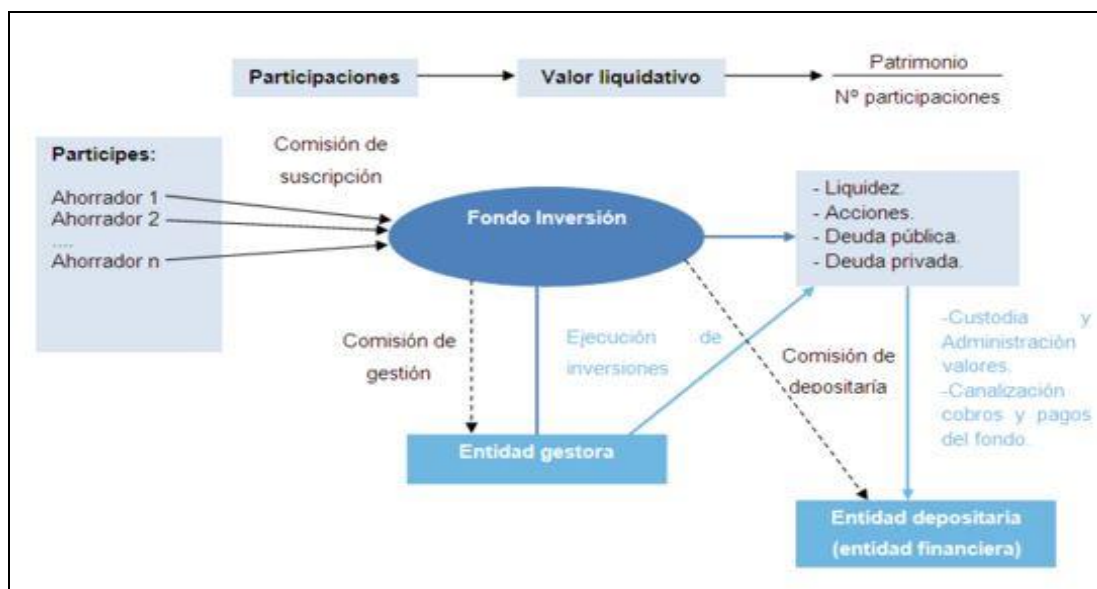 Participaciones
Valor liquidativo
Patrimonio
Nº participaciones
Participes:
Ahorrador 1
Ahorrador 2
....
Ahorrador n
Comisión de
suscripción
Fondo Inversión
- Liquidez.
- Acciones.
- Deuda pública.
- Deuda privada.
Comisión de
gestión
Ejecución de
inversiones
Comisión de
depositaría
-Custodia y
Administración
valores.
-Canalización
cobros y pagos
del fondo.
Entidad gestora
Entidad depositaria
(entidad financiera)